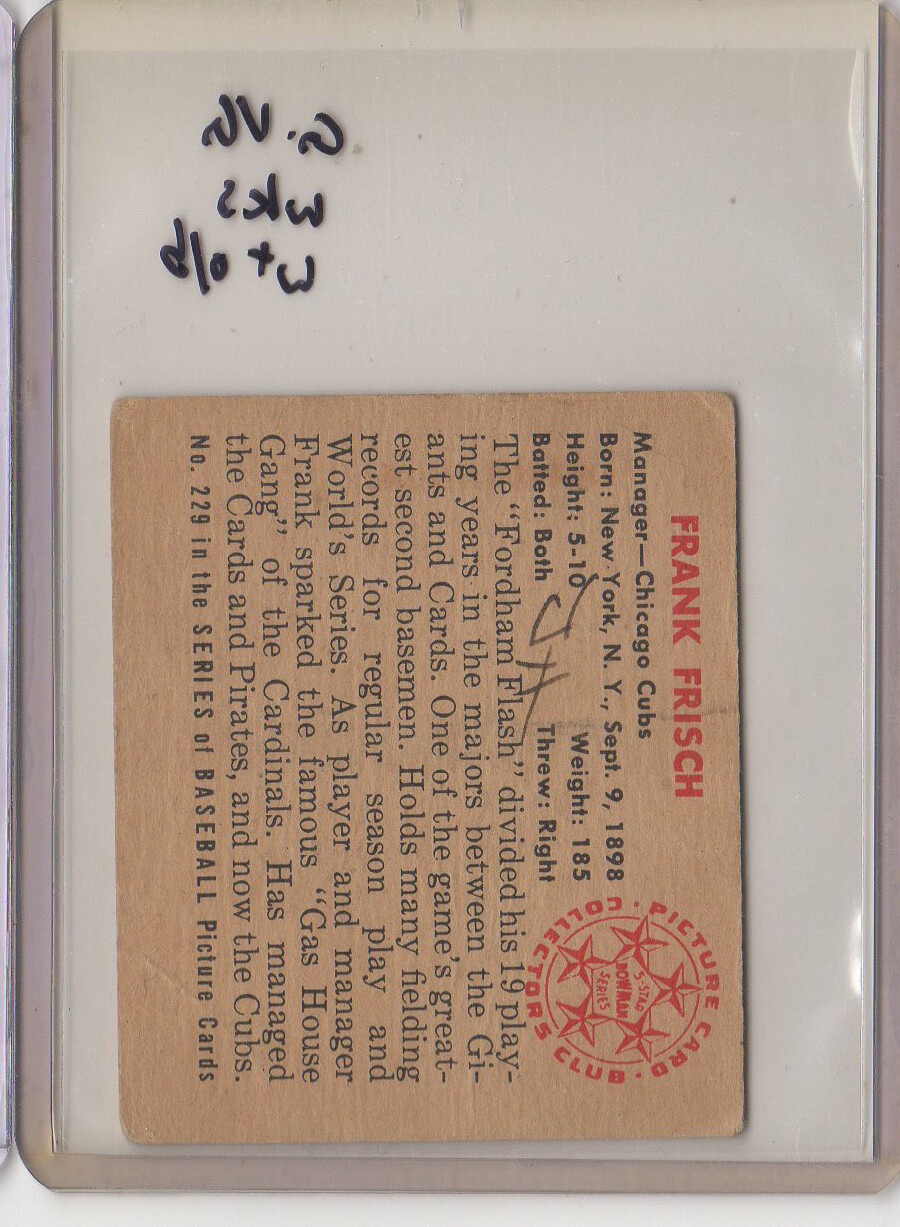 G. VG
3ks
FRANK FRISCH
Manager—Chicago Cubs
Born: New York, N. Y., Sept. 9, 1898
Height: 5-10 Weight: 185
Batted: Both Threw: Right
The "Fordham Flash" divided his 19 play-
ing years in the majors between the Gi-
ants and Cards. One of the game's great-
est second basemen. Holds many fielding
records for regular season play and
World's Series. As player and manager
Frank sparked the famous "Gas House
Gang" of the Cardinals. Has managed
the Cards and Pirates, and now the Cubs.
No. 229 in the SERIES of BASEBALL Picture Cards
PICTURE CARD COLLECTORS CLUB
5-STAR
BOWMAN
SERIES